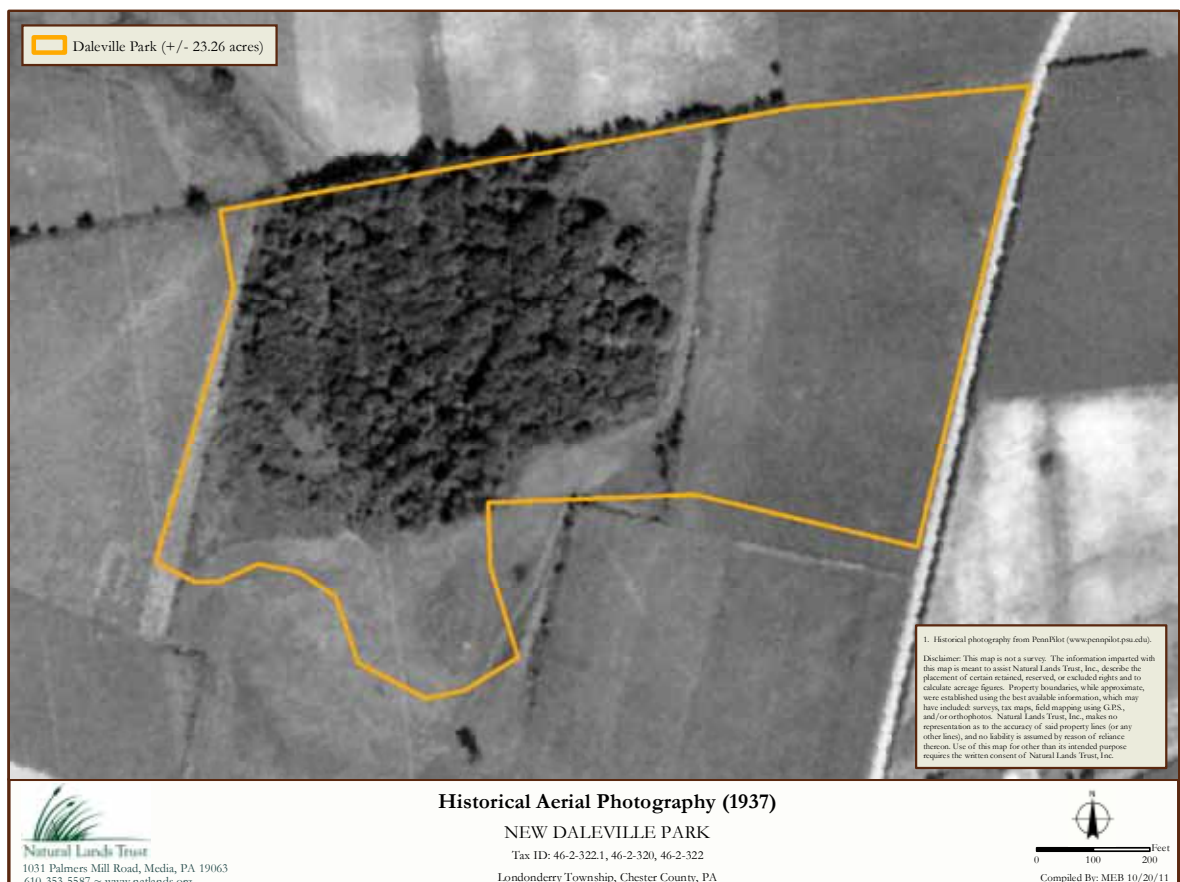 Daleville Park (+/- 23.26 acres)
1. Historical photography from PennPilot (www.pennpilot.psu.edu).
Disclaimer: This map is not a survey. The information imparted with
this map is meant to assist Natural Lands Trust, Inc., describe the
placement of certain retained, reserved, or excluded rights and to
calculate acreage figures. Property boundaries, while approximate,
were established using the best available information, which may
have included: surveys, tax maps, field mapping using G.P.S.,
and/or orthophotos. Natural Lands Trust, Inc., makes no
representation as to the accuracy of said property lines (or any
other lines), and no liability is assumed by reason of reliance
thereon. Use of this map for other than its intended purpose
requires the written consent of Natural Lands Trust, Inc.
Natural Lands Trust
1031 Palmers Mill Road, Media, PA 19063
610-353-5587 ~ www.natlands.org
Historical Aerial Photography (1937)
NEW DALEVILLE PARK
Tax ID: 46-2-322.1, 46-2-320, 46-2-322
Londonderry Township, Chester County, PA
N
Feet
0 100 200
Compiled By: MEB 10/20/11